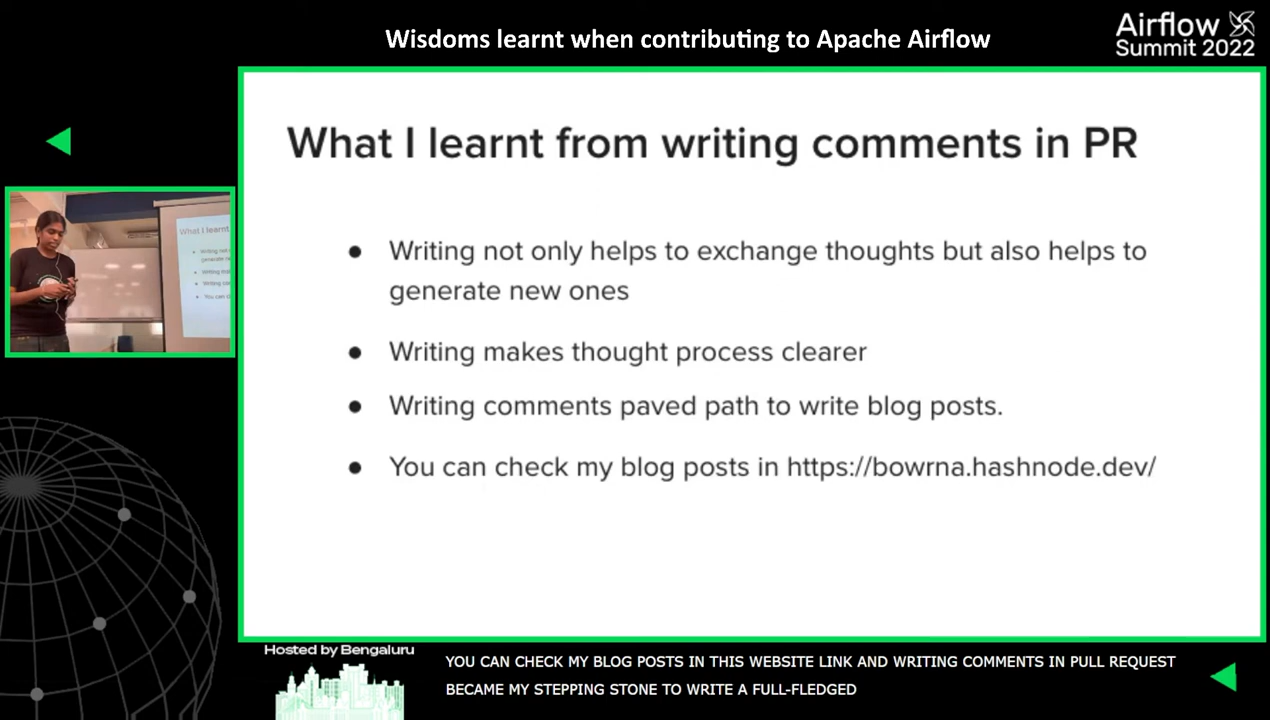 Wisdoms learnt when contributing to Apache Airflow
Airflow
Summit 2022
What I learnt from writing comments in PR
● Writing not only helps to exchange thoughts but also helps to
generate new ones
● Writing makes thought process clearer
● Writing comments paved path to write blog posts.
● You can check my blog posts in https://bowrna.hashnode.dev/
What I learnt
Hosted by Bengaluru
YOU CAN CHECK MY BLOG POSTS IN THIS WEBSITE LINK AND WRITING COMMENTS IN PULL REQUEST
BECAME MY STEPPING STONE TO WRITE A FULL-FLEDGED